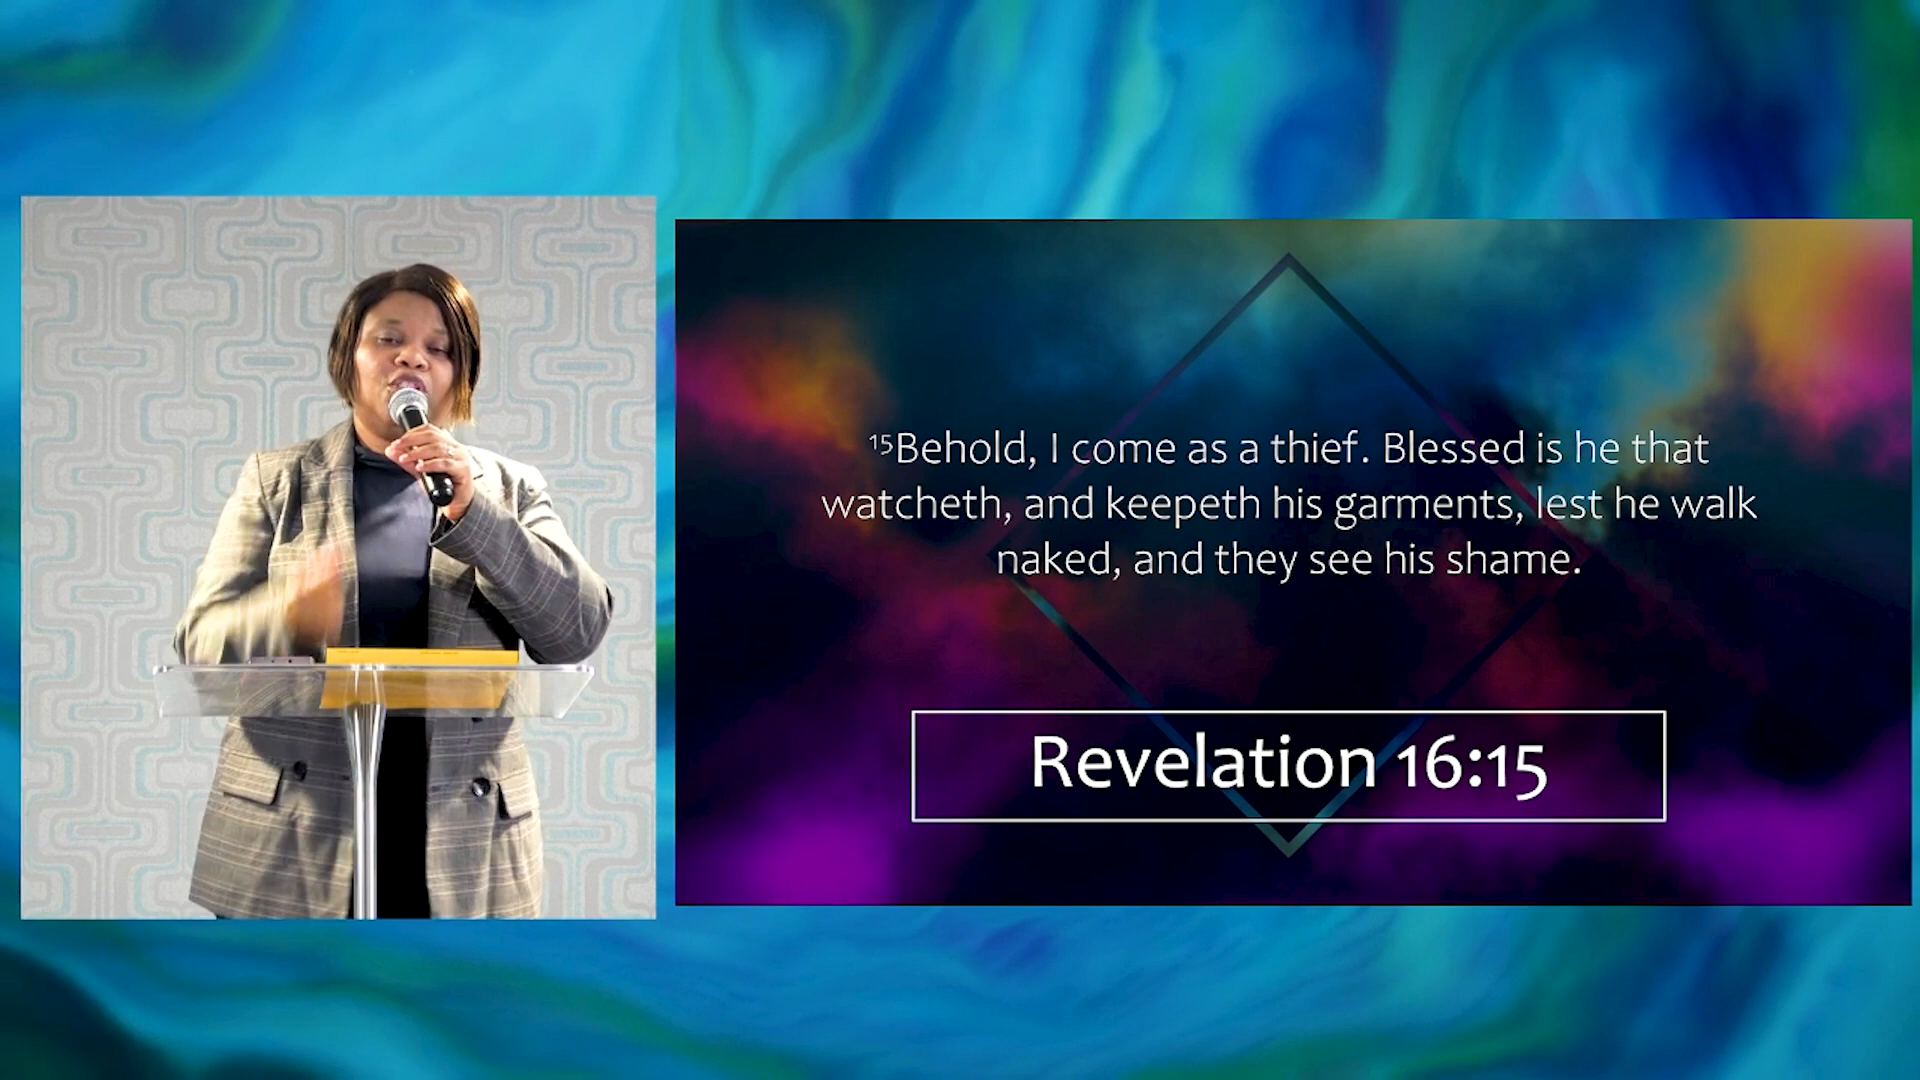 15Behold, I come as a thief. Blessed is he that
watcheth, and keepeth his garments, lest he walk
naked, and they see his shame.
Revelation 16:15